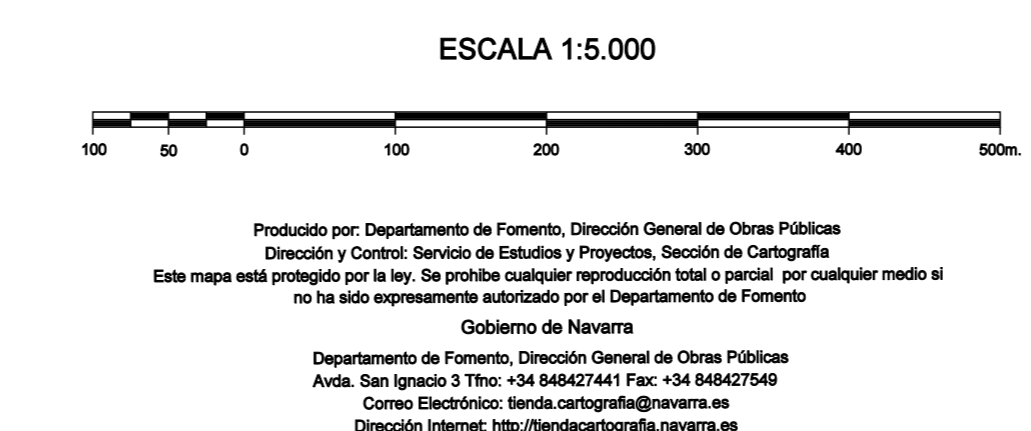 ESCALA 1:5.000
100 50 0 100 200 300 400 500m.
Producido por: Departamento de Fomento, Dirección General de Obras Públicas
Dirección y Control: Servicio de Estudios y Proyectos, Sección de Cartografía
Este mapa está protegido por la ley. Se prohibe cualquier reproducción total o parcial por cualquier medio si
no ha sido expresamente autorizado por el Departamento de Fomento
Gobierno de Navarra
Departamento de Fomento, Dirección General de Obras Públicas
Avda. San Ignacio 3 Tfno: +34 848427441 Fax: +34 848427549
Correo Electrónico: tienda.cartografia@navarra.es
Dirección Internet: http://tiendacartografia.navarra.es